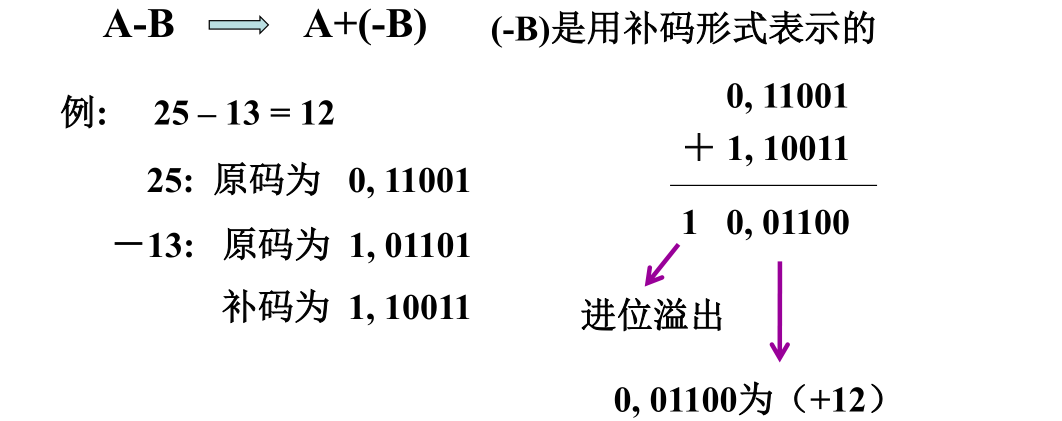 A-B A+(-B) (-B)是用补码形式表示的
例: 25 – 13 = 12
25: 原码为 0, 11001
－13: 原码为 1, 01101
补码为 1, 10011
0, 11001
＋ 1, 10011
1 0, 01100
进位溢出
0, 01100为（+12）